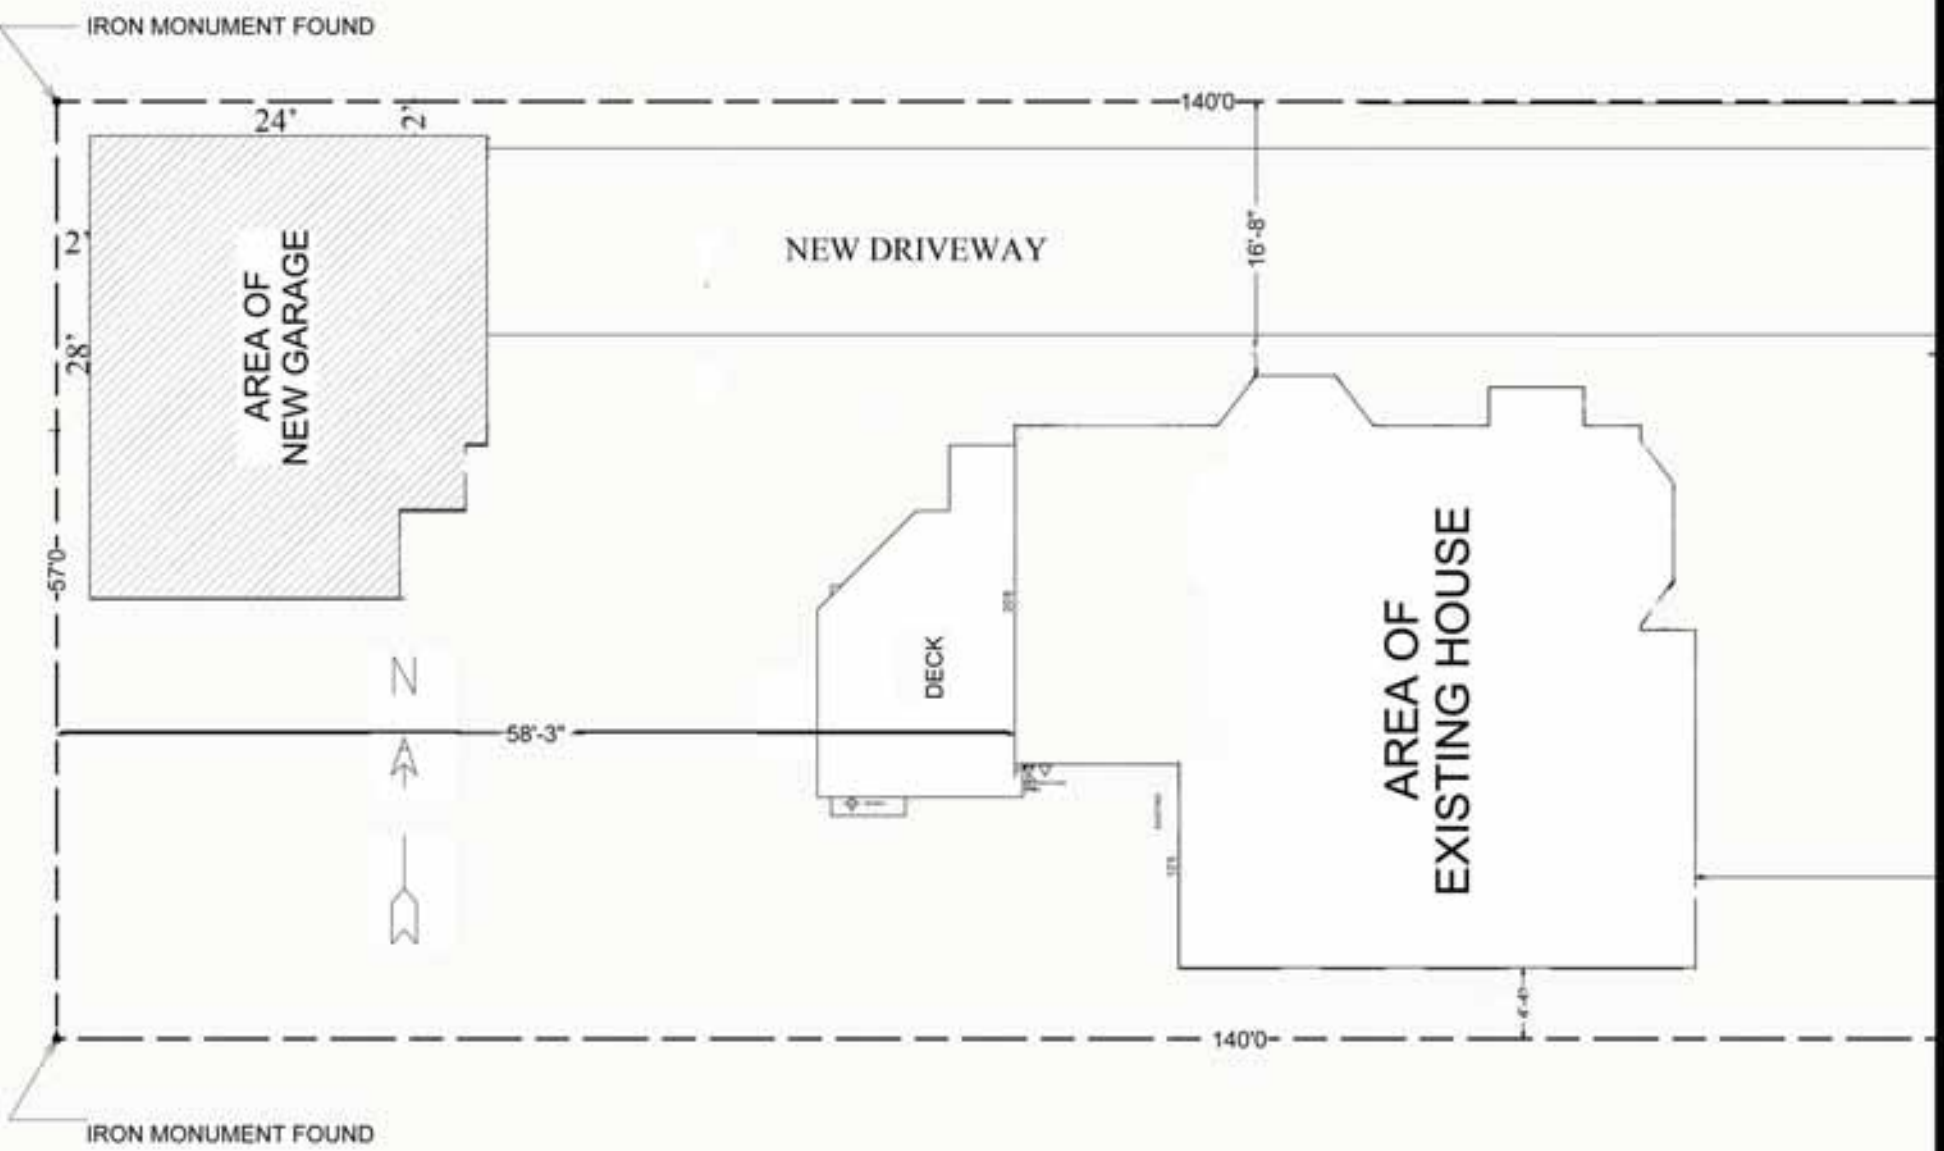 IRON MONUMENT FOUND
140'0
24'
2'
2'
28'
AREA OF
NEW GARAGE
NEW DRIVEWAY
16'-8"
57'0
N
58'-3"
DECK
AREA OF
EXISTING HOUSE
4'-4"
140'0
IRON MONUMENT FOUND